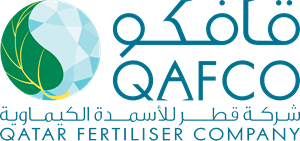 قافكو
QAFCO
شركة قطر للأسمدة الكيماوية
QATAR FERTILISER COMPANY